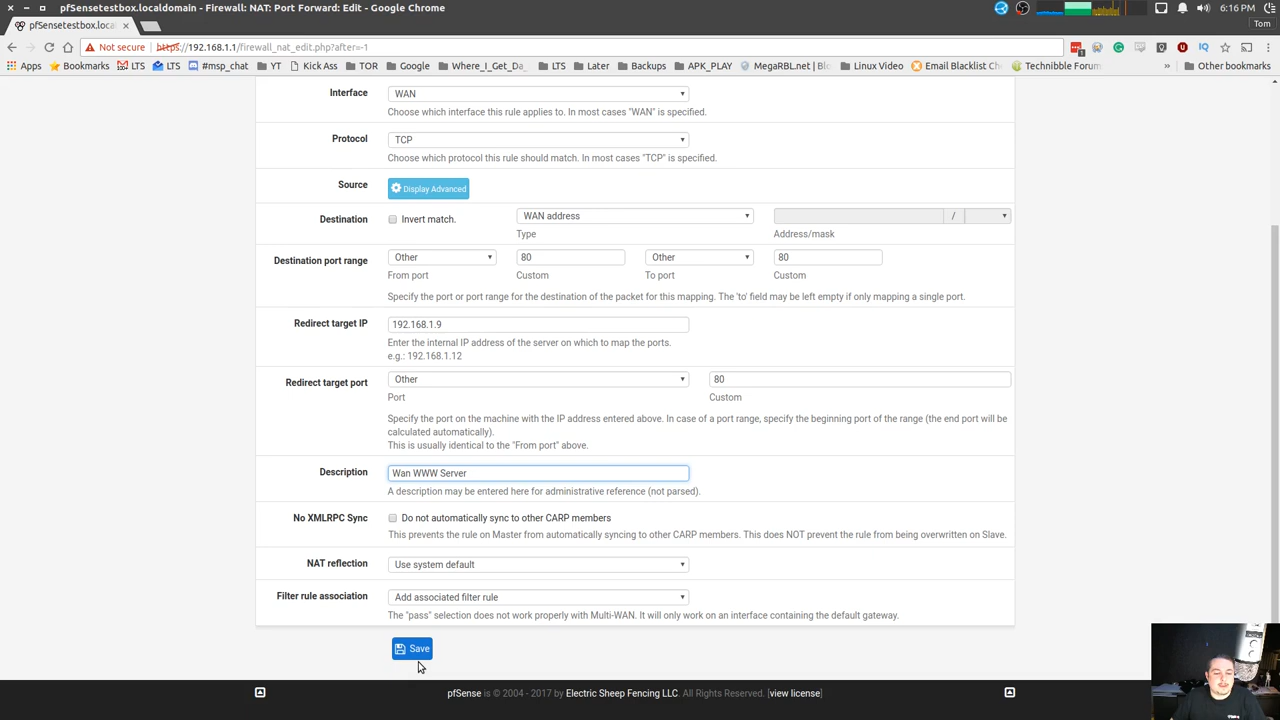 pfSensetestbox.localdomain - Firewall: NAT: Port Forward: Edit - Google Chrome
6:16 PM
pfSensetestbox.loca
Tom
Not secure
https://192.168.1.1/firewall_nat_edit.php?after=-1
Apps Bookmarks LTS LTS #msp_chat YT Kick Ass TOR Google Where_I_Get_Da_ LTS Later Backups APK_PLAY MegaRBL.net | Blo Linux Video Email Blacklist Ch Technibble Forum » Other bookmarks
Interface WAN
Choose which interface this rule applies to. In most cases "WAN" is specified.
Protocol TCP
Choose which protocol this rule should match. In most cases "TCP" is specified.
Source Display Advanced
Destination Invert match. WAN address /
Type Address/mask
Destination port range Other 80 Other 80
From port Custom To port Custom
Specify the port or port range for the destination of the packet for this mapping. The 'to' field may be left empty if only mapping a single port.
Redirect target IP 192.168.1.9
Enter the internal IP address of the server on which to map the ports.
e.g.: 192.168.1.12
Redirect target port Other 80
Port Custom
Specify the port on the machine with the IP address entered above. In case of a port range, specify the beginning port of the range (the end port will be
calculated automatically).
This is usually identical to the "From port" above.
Description Wan WWW Server
A description may be entered here for administrative reference (not parsed).
No XMLRPC Sync Do not automatically sync to other CARP members
This prevents the rule on Master from automatically syncing to other CARP members. This does NOT prevent the rule from being overwritten on Slave.
NAT reflection Use system default
Filter rule association Add associated filter rule
The "pass" selection does not work properly with Multi-WAN. It will only work on an interface containing the default gateway.
Save
pfSense is © 2004 - 2017 by Electric Sheep Fencing LLC. All Rights Reserved. [view license]